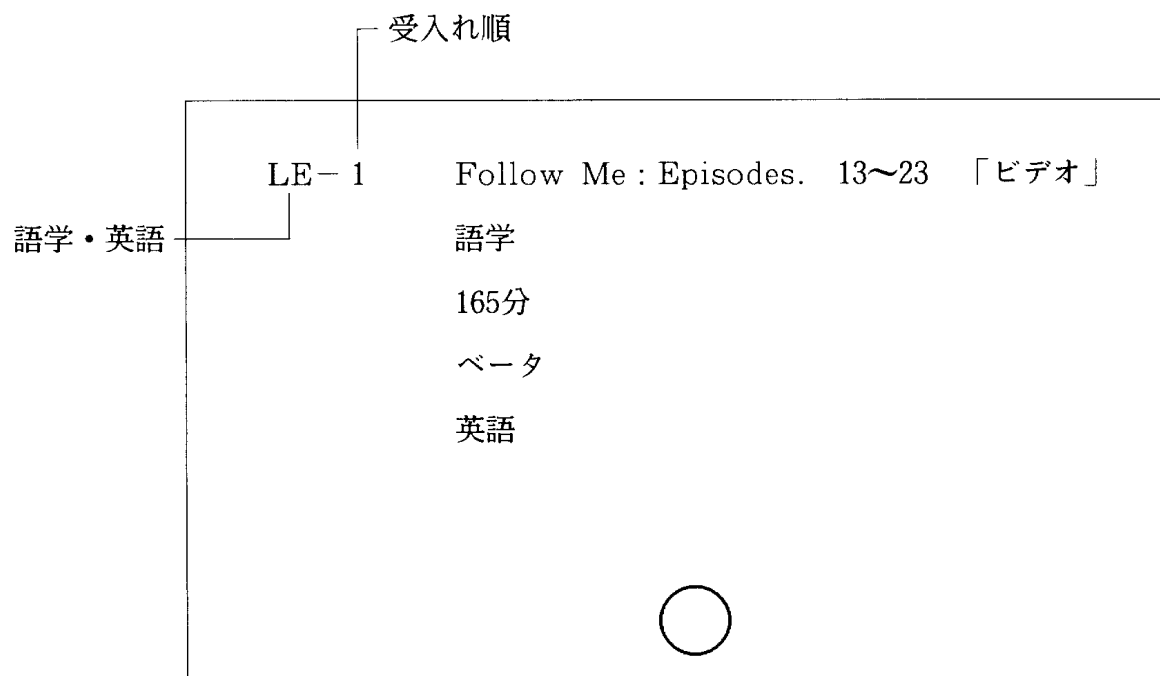 受入れ順
LE-1 Follow Me : Episodes. 13〜23 「ビデオ」
語学・英語
語学
165分
ベータ
英語